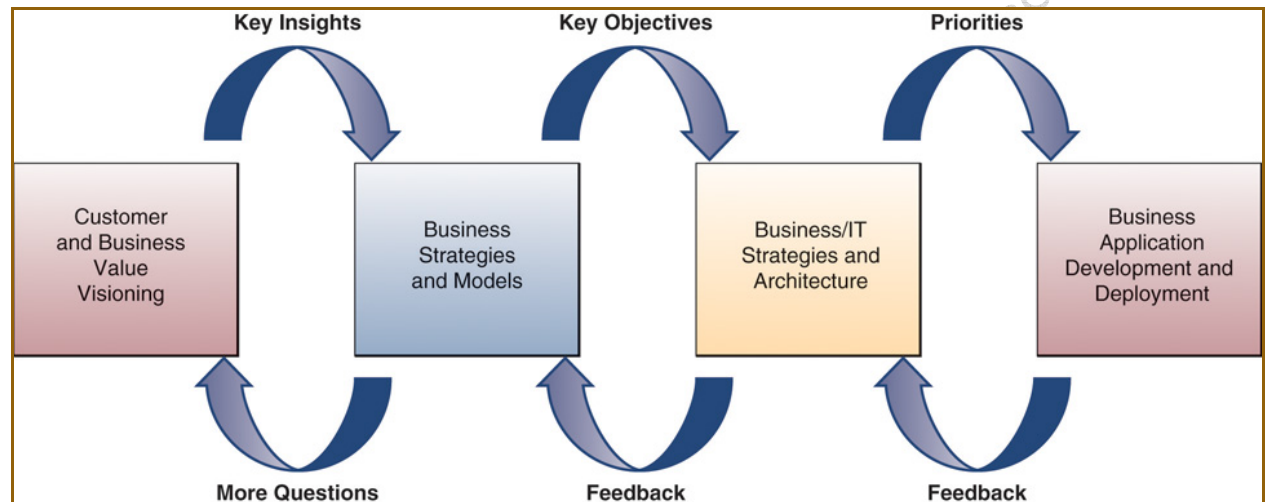 Key Insights
Key Objectives
Priorities
Customer
and Business
Value
Visioning
Business
Strategies
and Models
Business/IT
Strategies and
Architecture
Business
Application
Development and
Deployment
More Questions
Feedback
Feedback